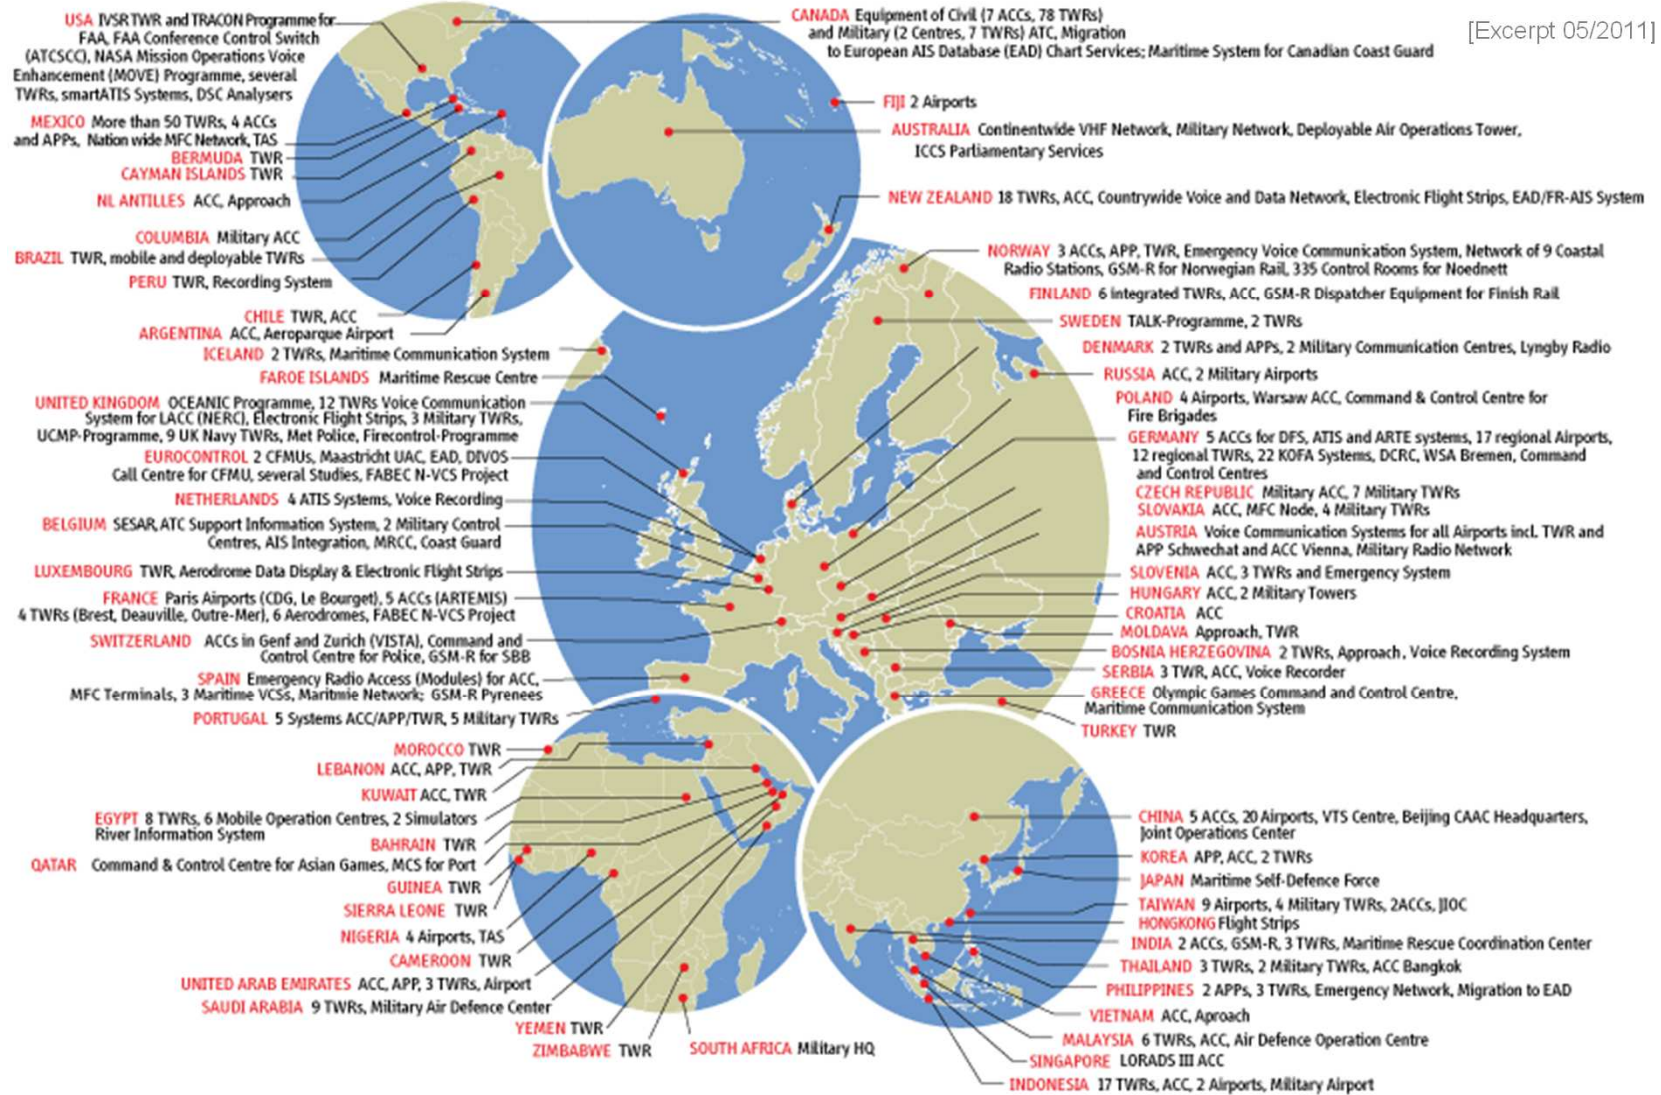 USA IVSR TWR and TRACON Programme for
FAA, FAA Conference Control Switch
(ATCSCC), NASA Mission Operations Voice
Enhancement (MOVE) Programme, several
TWRs, smartATIS Systems, DSC Analysers
MEXICO More than 50 TWRs, 4 ACCs
and APPs, Nation wide MFC Network, TAS
BERMUDA TWR
CAYMAN ISLANDS TWR
NL ANTILLES ACC, Approach
COLUMBIA Military ACC
BRAZIL TWR, mobile and deployable TWRs
PERU TWR, Recording System
CHILE TWR, ACC
ARGENTINA ACC, Aeroparque Airport
ICELAND 2 TWRs, Maritime Communication System
FAROE ISLANDS Maritime Rescue Centre
UNITED KINGDOM OCEANIC Programme, 12 TWRs Voice Communication
System for LACC (NERC), Electronic Flight Strips, 3 Military TWRs,
UCMP-Programme, 9 UK Navy TWRs, Met Police, Firecontrol-Programme
EUROCONTROL 2 CFMUs, Maastricht UAC, EAD, DIVOS
Call Centre for CFMU, several Studies, FABEC N-VCS Project
NETHERLANDS 4 ATIS Systems, Voice Recording
BELGIUM SESAR, ATC Support Information System, 2 Military Control
Centres, AIS Integration, MRCC, Coast Guard
LUXEMBOURG TWR, Aerodrome Data Display & Electronic Flight Strips
FRANCE Paris Airports (CDG, Le Bourget), 5 ACCs (ARTEMIS)
4 TWRs (Brest, Deauville, Outre-Mer), 6 Aerodromes, FABEC N-VCS Project
SWITZERLAND ACCs in Genf and Zurich (VISTA), Command and
Control Centre for Police, GSM-R for SBB
SPAIN Emergency Radio Access (Modules) for ACC,
MFC Terminals, 3 Maritime VCSs, Maritmie Network; GSM-R Pyrenees
PORTUGAL 5 Systems ACC/APP/TWR, 5 Military TWRs
MOROCCO TWR
LEBANON ACC, APP, TWR
KUWAIT ACC, TWR
EGYPT 8 TWRs, 6 Mobile Operation Centres, 2 Simulators
River Information System
BAHRAIN TWR
QATAR Command & Control Centre for Asian Games, MCS for Port
GUINEA TWR
SIERRA LEONE TWR
NIGERIA 4 Airports, TAS
CAMEROON TWR
UNITED ARAB EMIRATES ACC, APP, 3 TWRs, Airport
SAUDI ARABIA 9 TWRs, Military Air Defence Center
YEMEN TWR
ZIMBABWE TWR
SOUTH AFRICA Military HQ
CANADA Equipment of Civil (7 ACCs, 78 TWRs)
and Military (2 Centres, 7 TWRs) ATC, Migration
to European AIS Database (EAD) Chart Services; Maritime System for Canadian Coast Guard
[Excerpt 05/2011]
FIJI 2 Airports
AUSTRALIA Continentwide VHF Network, Military Network, Deployable Air Operations Tower,
ICCS Parliamentary Services
NEW ZEALAND 18 TWRs, ACC, Countrywide Voice and Data Network, Electronic Flight Strips, EAD/FR-AIS System
NORWAY 3 ACCs, APP, TWR, Emergency Voice Communication System, Network of 9 Coastal
Radio Stations, GSM-R for Norwegian Rail, 335 Control Rooms for Noednett
FINLAND 6 integrated TWRs, ACC, GSM-R Dispatcher Equipment for Finish Rail
SWEDEN TALK-Programme, 2 TWRs
DENMARK 2 TWRs and APPs, 2 Military Communication Centres, Lyngby Radio
RUSSIA ACC, 2 Military Airports
POLAND 4 Airports, Warsaw ACC, Command & Control Centre for
Fire Brigades
GERMANY 5 ACCs for DFS, ATIS and ARTE systems, 17 regional Airports,
12 regional TWRs, 22 KOFA Systems, DCRC, WSA Bremen, Command
and Control Centres
CZECH REPUBLIC Military ACC, 7 Military TWRs
SLOVAKIA ACC, MFC Node, 4 Military TWRs
AUSTRIA Voice Communication Systems for all Airports incl. TWR and
APP Schwechat and ACC Vienna, Military Radio Network
SLOVENIA ACC, 3 TWRs and Emergency System
HUNGARY ACC, 2 Military Towers
CROATIA ACC
MOLDAVA Approach, TWR
BOSNIA HERZEGOVINA 2 TWRs, Approach, Voice Recording System
SERBIA 3 TWR, ACC, Voice Recorder
GREECE Olympic Games Command and Control Centre,
Maritime Communication System
TURKEY TWR
CHINA 5 ACCs, 20 Airports, VTS Centre, Beijing CAAC Headquarters,
Joint Operations Center
KOREA APP, ACC, 2 TWRs
JAPAN Maritime Self-Defence Force
TAIWAN 9 Airports, 4 Military TWRs, 2ACCs, JIOC
HONGKONG Flight Strips
INDIA 2 ACCs, GSM-R, 3 TWRs, Maritime Rescue Coordination Center
THAILAND 3 TWRs, 2 Military TWRs, ACC Bangkok
PHILIPPINES 2 APPs, 3 TWRs, Emergency Network, Migration to EAD
VIETNAM ACC, Aproach
MALAYSIA 6 TWRs, ACC, Air Defence Operation Centre
SINGAPORE LORADS III ACC
INDONESIA 17 TWRs, ACC, 2 Airports, Military Airport